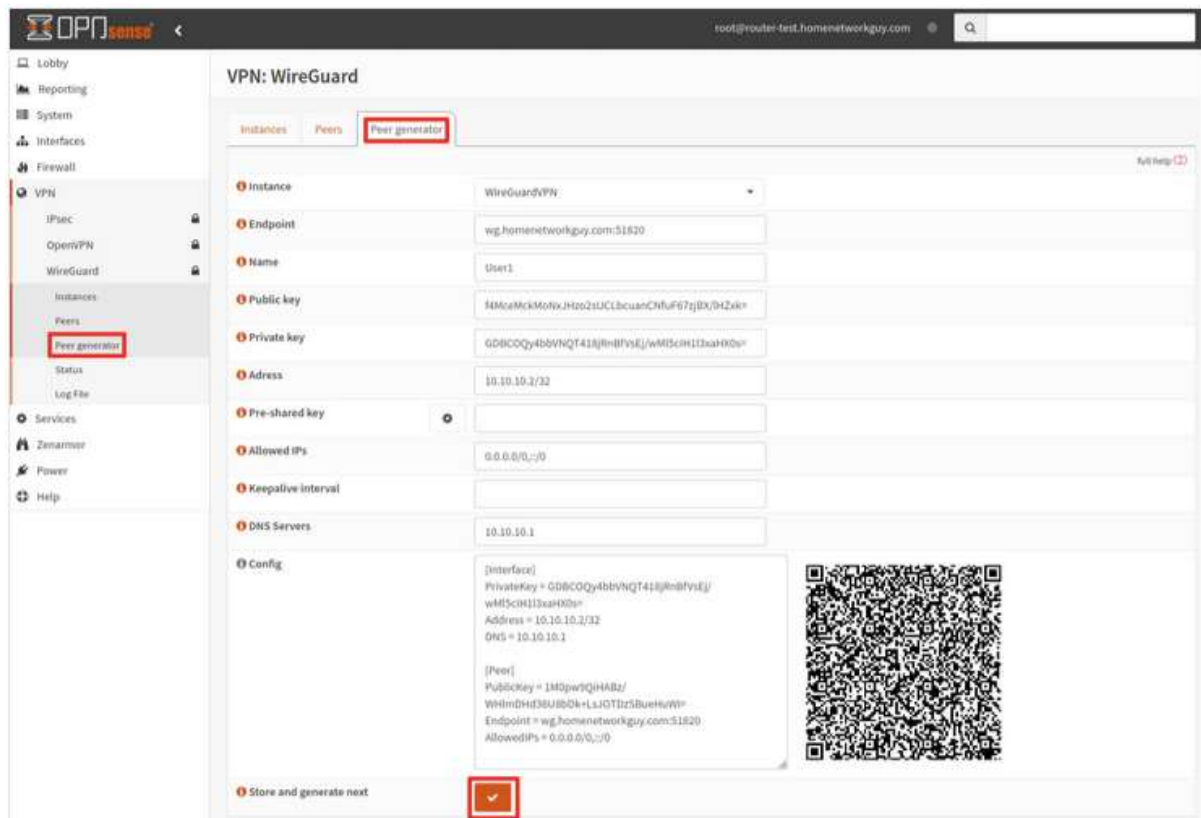 OPNsense
root@router-test.homenetworkguy.com
Lobby
Reporting
System
Interfaces
Firewall
VPN
IPsec
OpenVPN
WireGuard
Instances
Peers
Peer generator
Status
Log File
Services
Zenarmor
Power
Help
VPN: WireGuard
Instances Peers Peer generator
full help
Instance WireGuardVPN
Endpoint wg.homenetworkguy.com:51820
Name User1
Public key
Private key
Adress 10.10.10.2/32
Pre-shared key
Allowed IPs 0.0.0.0/0,::/0
Keepalive interval
DNS Servers 10.10.10.1
Config
[Interface]
PrivateKey =
Address = 10.10.10.2/32
DNS = 10.10.10.1
[Peer]
PublicKey =
Endpoint = wg.homenetworkguy.com:51820
AllowedIPs = 0.0.0.0/0,::/0
Store and generate next